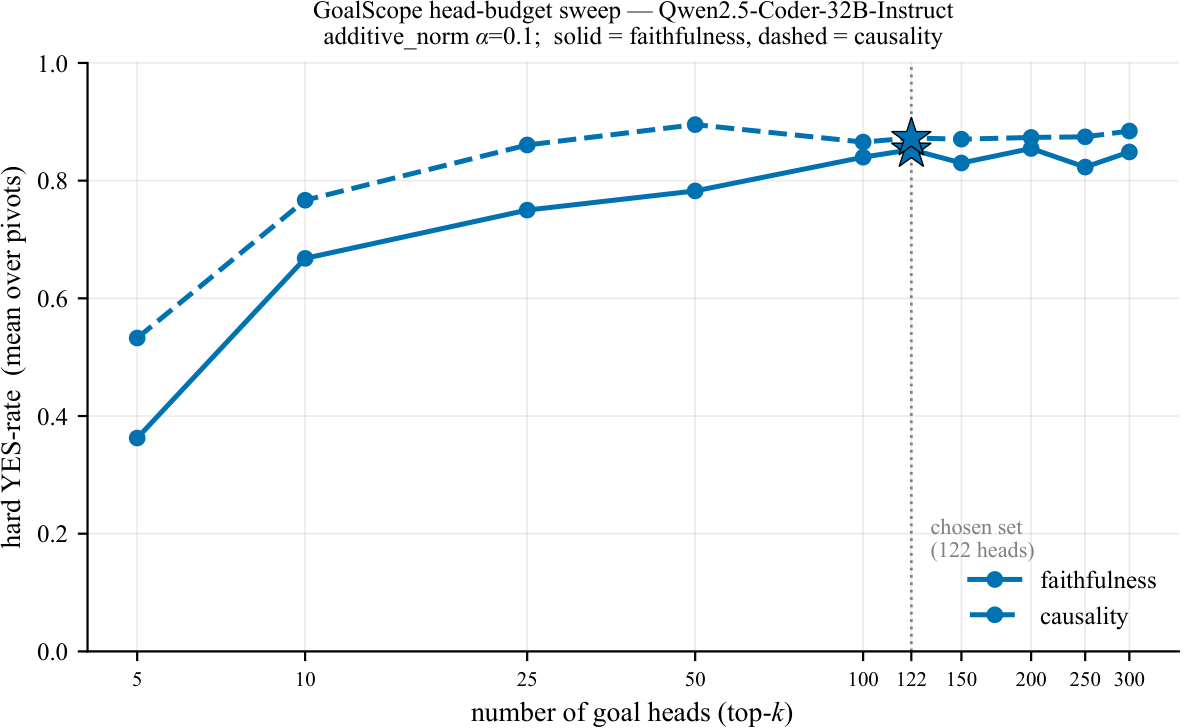 GoalScope head-budget sweep — Qwen2.5-Coder-32B-Instruct
additive_norm α=0.1;  solid = faithfulness, dashed = causality
hard YES-rate  (mean over pivots)
1.0
0.8
0.6
0.4
0.2
0.0
chosen set
(122 heads)
faithfulness
causality
5 10 25 50 100 122 150 200 250 300
number of goal heads (top-k)